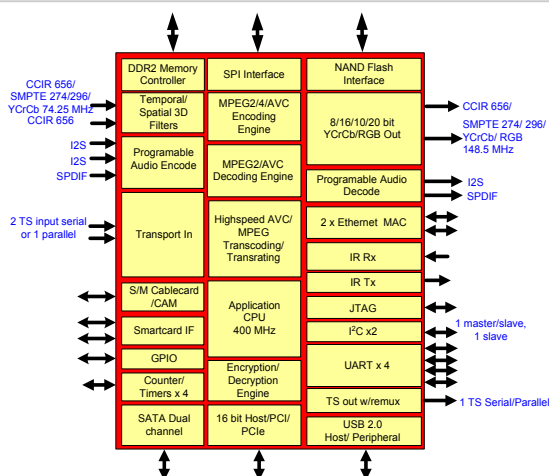 DDR2 Memory
Controller
SPI Interface
NAND Flash
Interface
CCIR 656/
SMPTE 274/296/
YCrCb 74.25 MHz
CCIR 656
Temporal/
Spatial 3D
Filters
MPEG2/4/AVC
Encoding
Engine
8/16/10/20 bit
YCrCb/RGB Out
CCIR 656/
SMPTE 274/ 296/
YCrCb/ RGB
148.5 MHz
I2S
I2S
SPDIF
Programable
Audio Encode
MPEG2/AVC
Decoding Engine
Programable Audio
Decode
I2S
SPDIF
2 TS input serial
or 1 parallel
Transport In
Highspeed AVC/
MPEG
Transcoding/
Transrating
2 x Ethernet MAC
IR Rx
IR Tx
S/M Cablecard
/CAM
Application
CPU
400 MHz
JTAG
Smartcard IF
I²C x2
1 master/slave,
1 slave
GPIO
UART x 4
Counter/
Timers x 4
Encryption/
Decryption
Engine
TS out w/remux
1 TS Serial/Parallel
SATA Dual
channel
16 bit Host/PCI/
PCIe
USB 2.0
Host/ Peripheral